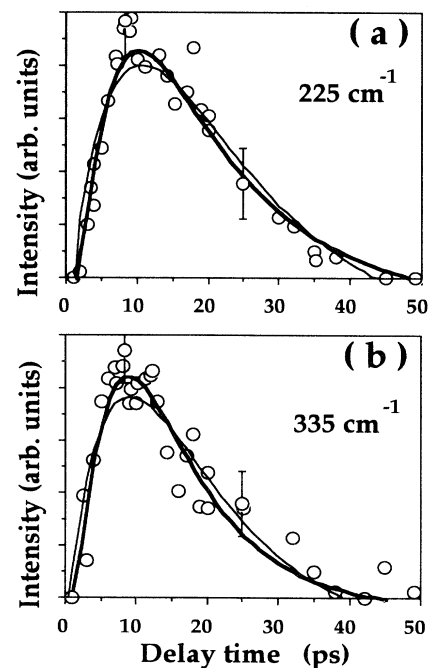 ( a )
225 cm⁻¹
Intensity (arb. units)
0 10 20 30 40 50
( b )
335 cm⁻¹
Intensity (arb. units)
0 10 20 30 40 50
Delay time (ps)